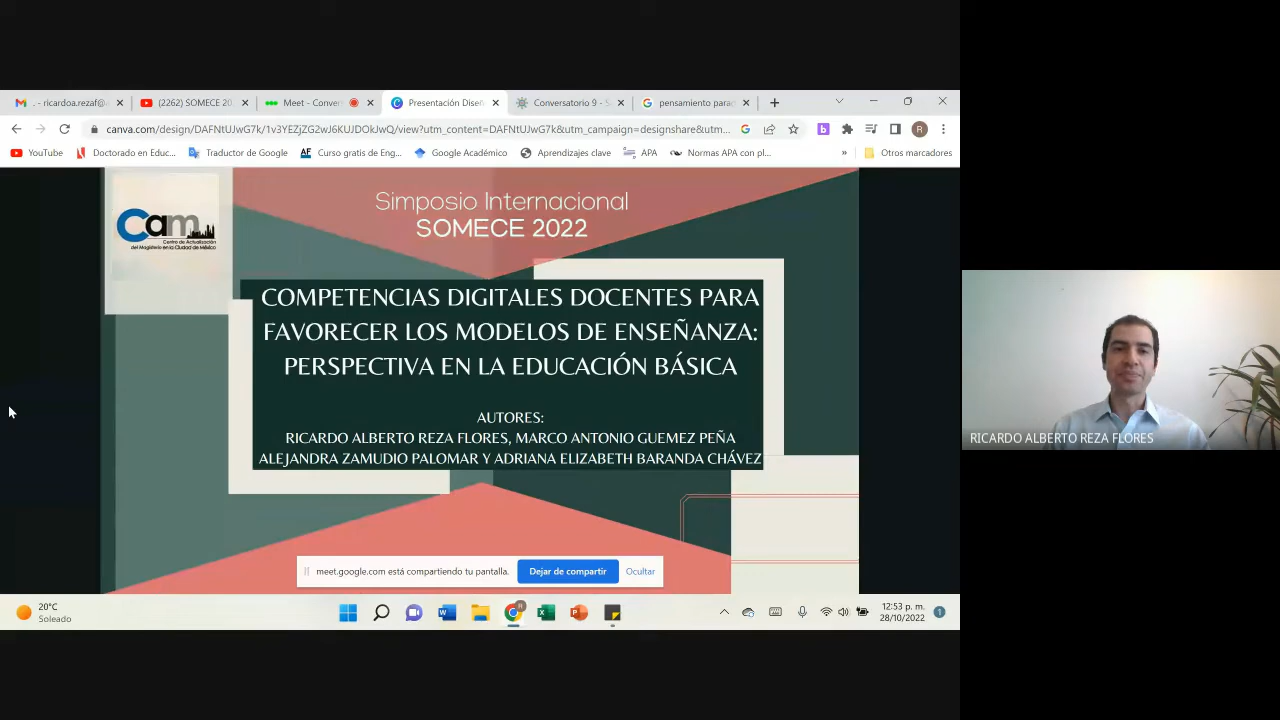 . - ricardoa.rezaf@
(2262) SOMECE 20
Meet - Conver
Presentación Dise
Conversatorio 9 - S
pensamiento parag
canva.com/design/DAFNtUJwG7k/1v3YEZjZG2wJ6KUJDOkJwQ/view?utm_content=DAFNtUJwG7k&utm_campaign=designshare&utm...
YouTube
Doctorado en Educ...
Traductor de Google
Curso gratis de Eng...
Google Académico
Aprendizajes clave
APA
Normas APA con pl...
»
Otros marcadores
Cam
Centro de Actualización
del Magisterio en la Ciudad de México
Simposio Internacional
SOMECE 2022
COMPETENCIAS DIGITALES DOCENTES PARA
FAVORECER LOS MODELOS DE ENSEÑANZA:
PERSPECTIVA EN LA EDUCACIÓN BÁSICA
AUTORES:
RICARDO ALBERTO REZA FLORES, MARCO ANTONIO GUEMEZ PEÑA
ALEJANDRA ZAMUDIO PALOMAR Y ADRIANA ELIZABETH BARANDA CHÁVEZ
RICARDO ALBERTO REZA FLORES
meet.google.com está compartiendo tu pantalla.
Dejar de compartir
Ocultar
20°C
Soleado
12:53 p. m.
28/10/2022
1